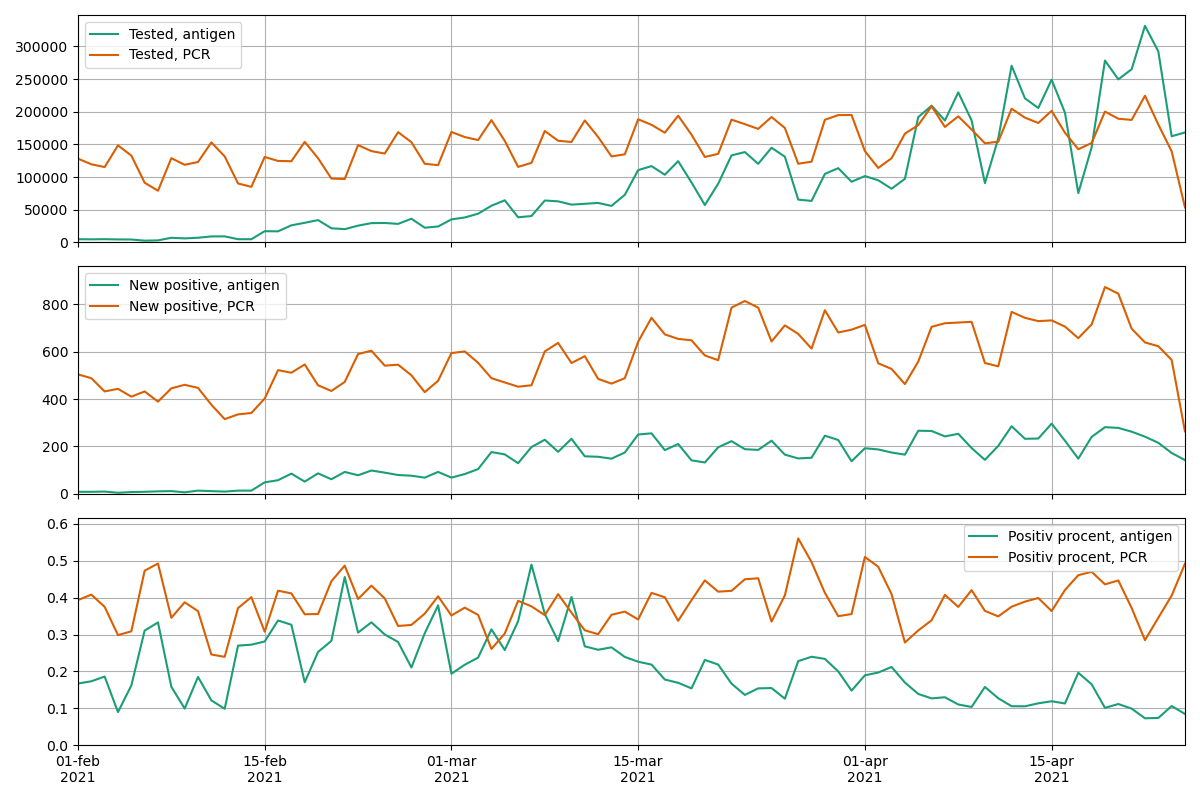 Tested, antigen
Tested, PCR
300000
250000
200000
150000
100000
50000
0
New positive, antigen
New positive, PCR
800
600
400
200
0
Positiv procent, antigen
Positiv procent, PCR
0.6
0.5
0.4
0.3
0.2
0.1
0.0
01-feb 15-feb 01-mar 15-mar 01-apr 15-apr
2021 2021 2021 2021 2021 2021